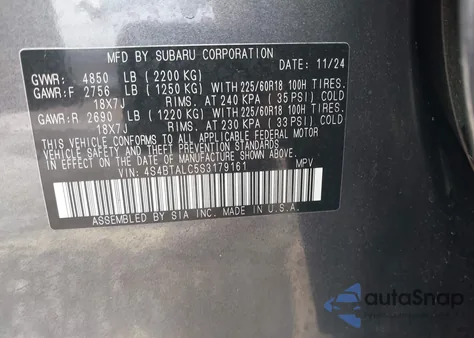 MFD BY SUBARU CORPORATION DATE: 11/24
GVWR: 4850 LB (2200 KG)
GAWR:F 2756 LB (1250 KG) WITH 225/60R18 100H TIRES,
18X7J RIMS. AT 240 KPA (35 PSI) COLD
GAWR:R 2690 LB (1220 KG) WITH 225/60R18 100H TIRES,
18X7J RIMS. AT 230 KPA (33 PSI) COLD
THIS VEHICLE CONFORMS TO ALL APPLICABLE FEDERAL MOTOR
VEHICLE SAFETY AND BUMPER STANDARDS IN EFFECT ON THE
DATE OF MANUFACTURE SHOWN ABOVE.
VIN: 4S4BTALC5S3179161 MPV
ASSEMBLED BY SIA INC. MADE IN U.S.A.
autoSnap